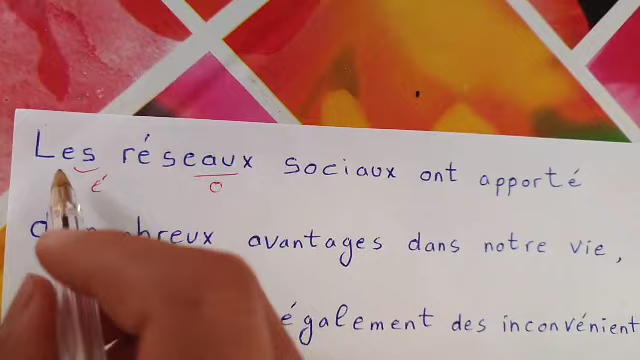 Les réseaux sociaux ont apporté
é o
avantages dans notre vie,
également des inconvénient